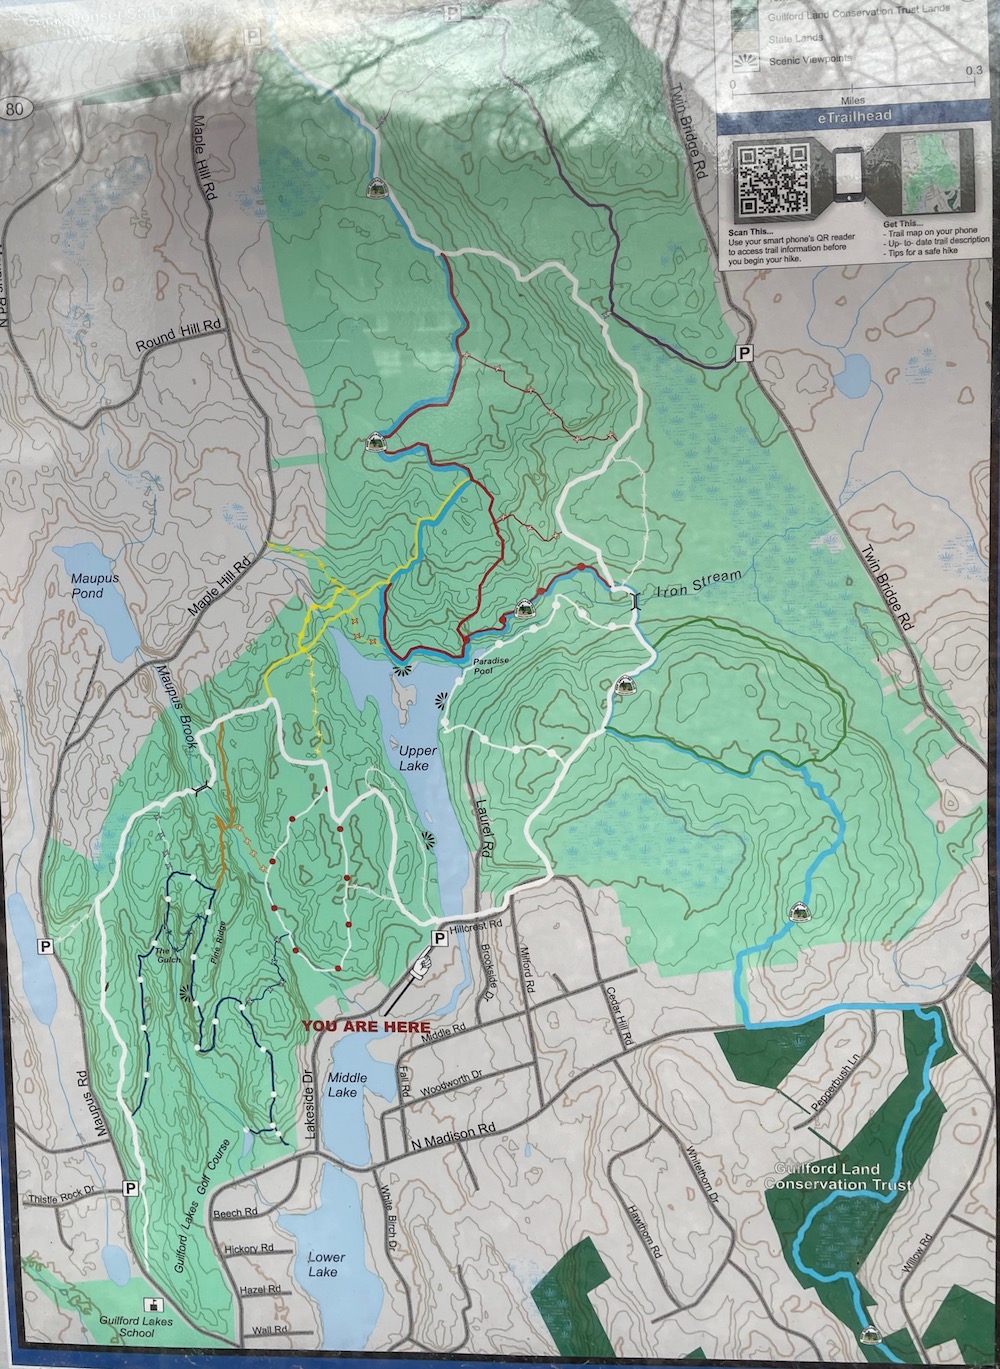 P
P
Guilford Land Conservation Trust Lands
State Lands
Scenic Viewpoints
0
0.3
Miles
eTrailhead
Scan This...
Use your smart phone's QR reader
to access trail information before
you begin your hike.
Get This...
- Trail map on your phone
- Up- to- date trail description
- Tips for a safe hike
80
Maple Hill Rd
Twin Bridge Rd
Round Hill Rd
P
Maupus
Pond
Maple Hill Rd
Iron Stream
Twin Bridge Rd
Maupus Brook
Paradise
Pool
Upper
Lake
Laurel Rd
P
The
Gulch
Pine Ridge
P
Hillcrest Rd
Brookside Dr
Milford Rd
Cedar Hill Rd
YOU ARE HERE
Middle Rd
Maupus Rd
Lakeside Dr
Middle
Lake
Fall Rd
Woodworth Dr
Pepperbush Ln
N Madison Rd
Guilford Land
Conservation Trust
Thistle Rock Dr
P
Guilford Lakes Golf Course
White Birch Dr
Whitethorn Dr
Hawthorn Rd
Willow Rd
Beech Rd
Hickory Rd
Lower
Lake
Hazel Rd
Wall Rd
Guilford Lakes
School